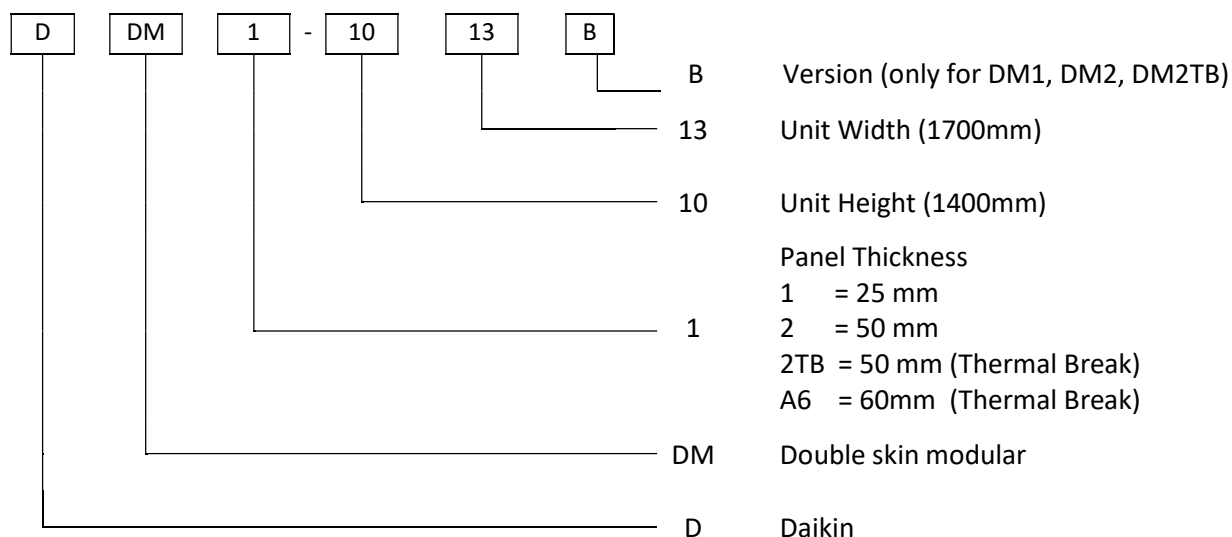 D DM 1 - 10 13 B
B Version (only for DM1, DM2, DM2TB)
13 Unit Width (1700mm)
10 Unit Height (1400mm)
Panel Thickness
1 = 25 mm
1 2 = 50 mm
2TB = 50 mm (Thermal Break)
A6 = 60mm (Thermal Break)
DM Double skin modular
D Daikin